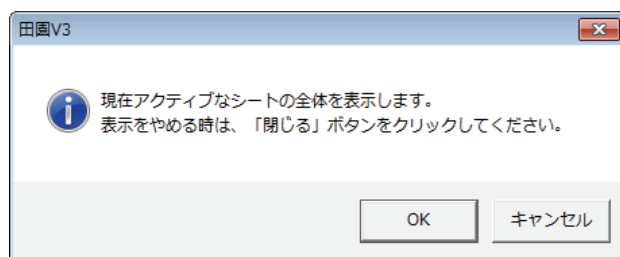 田園V3
現在アクティブなシートの全体を表示します。
表示をやめる時は、「閉じる」ボタンをクリックしてください。
OK
キャンセル